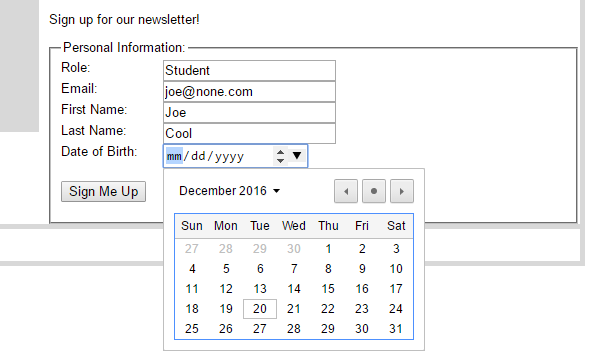 Sign up for our newsletter!
Personal Information:
Role: Student
Email: joe@none.com
First Name: Joe
Last Name: Cool
Date of Birth: mm/dd/yyyy
Sign Me Up
December 2016
Sun Mon Tue Wed Thu Fri Sat
27 28 29 30 1 2 3
4 5 6 7 8 9 10
11 12 13 14 15 16 17
18 19 20 21 22 23 24
25 26 27 28 29 30 31